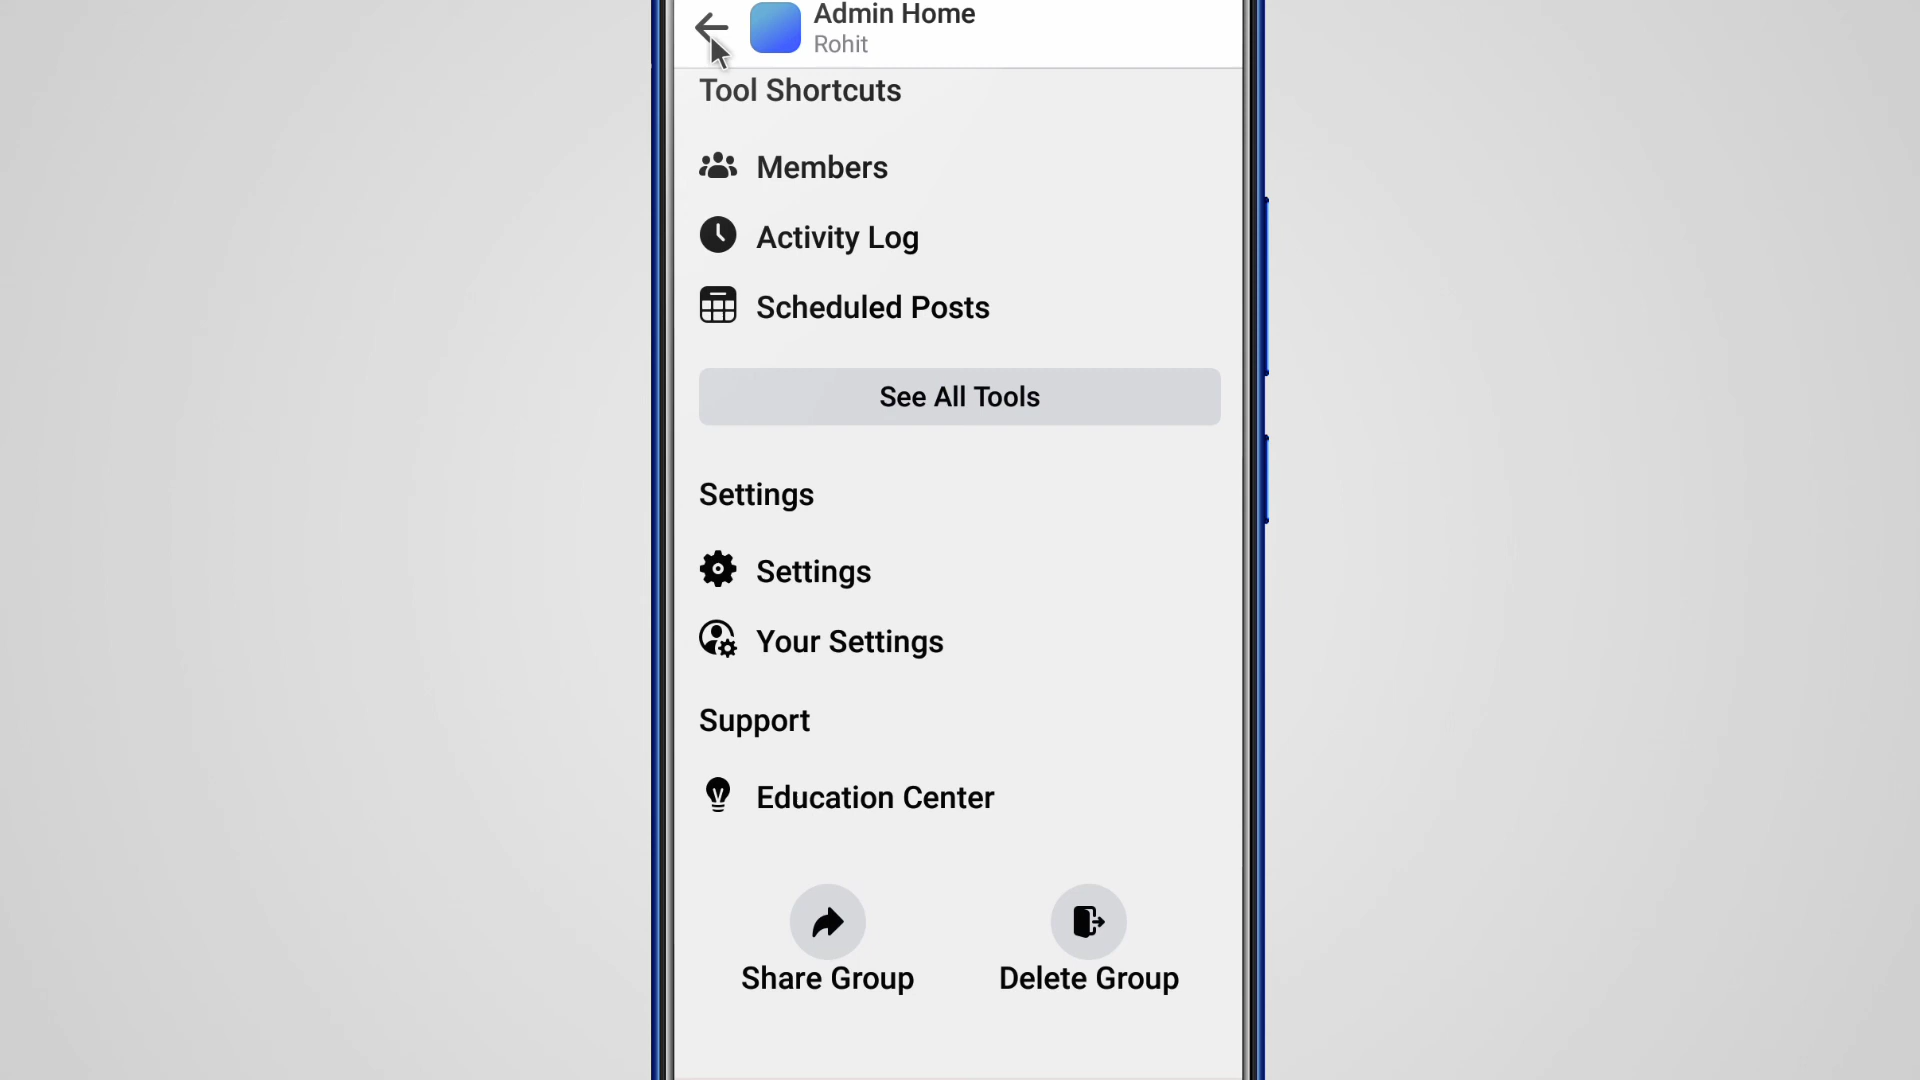 Admin Home
Rohit
Tool Shortcuts
Members
Activity Log
Scheduled Posts
See All Tools
Settings
Settings
Your Settings
Support
Education Center
Share Group
Delete Group